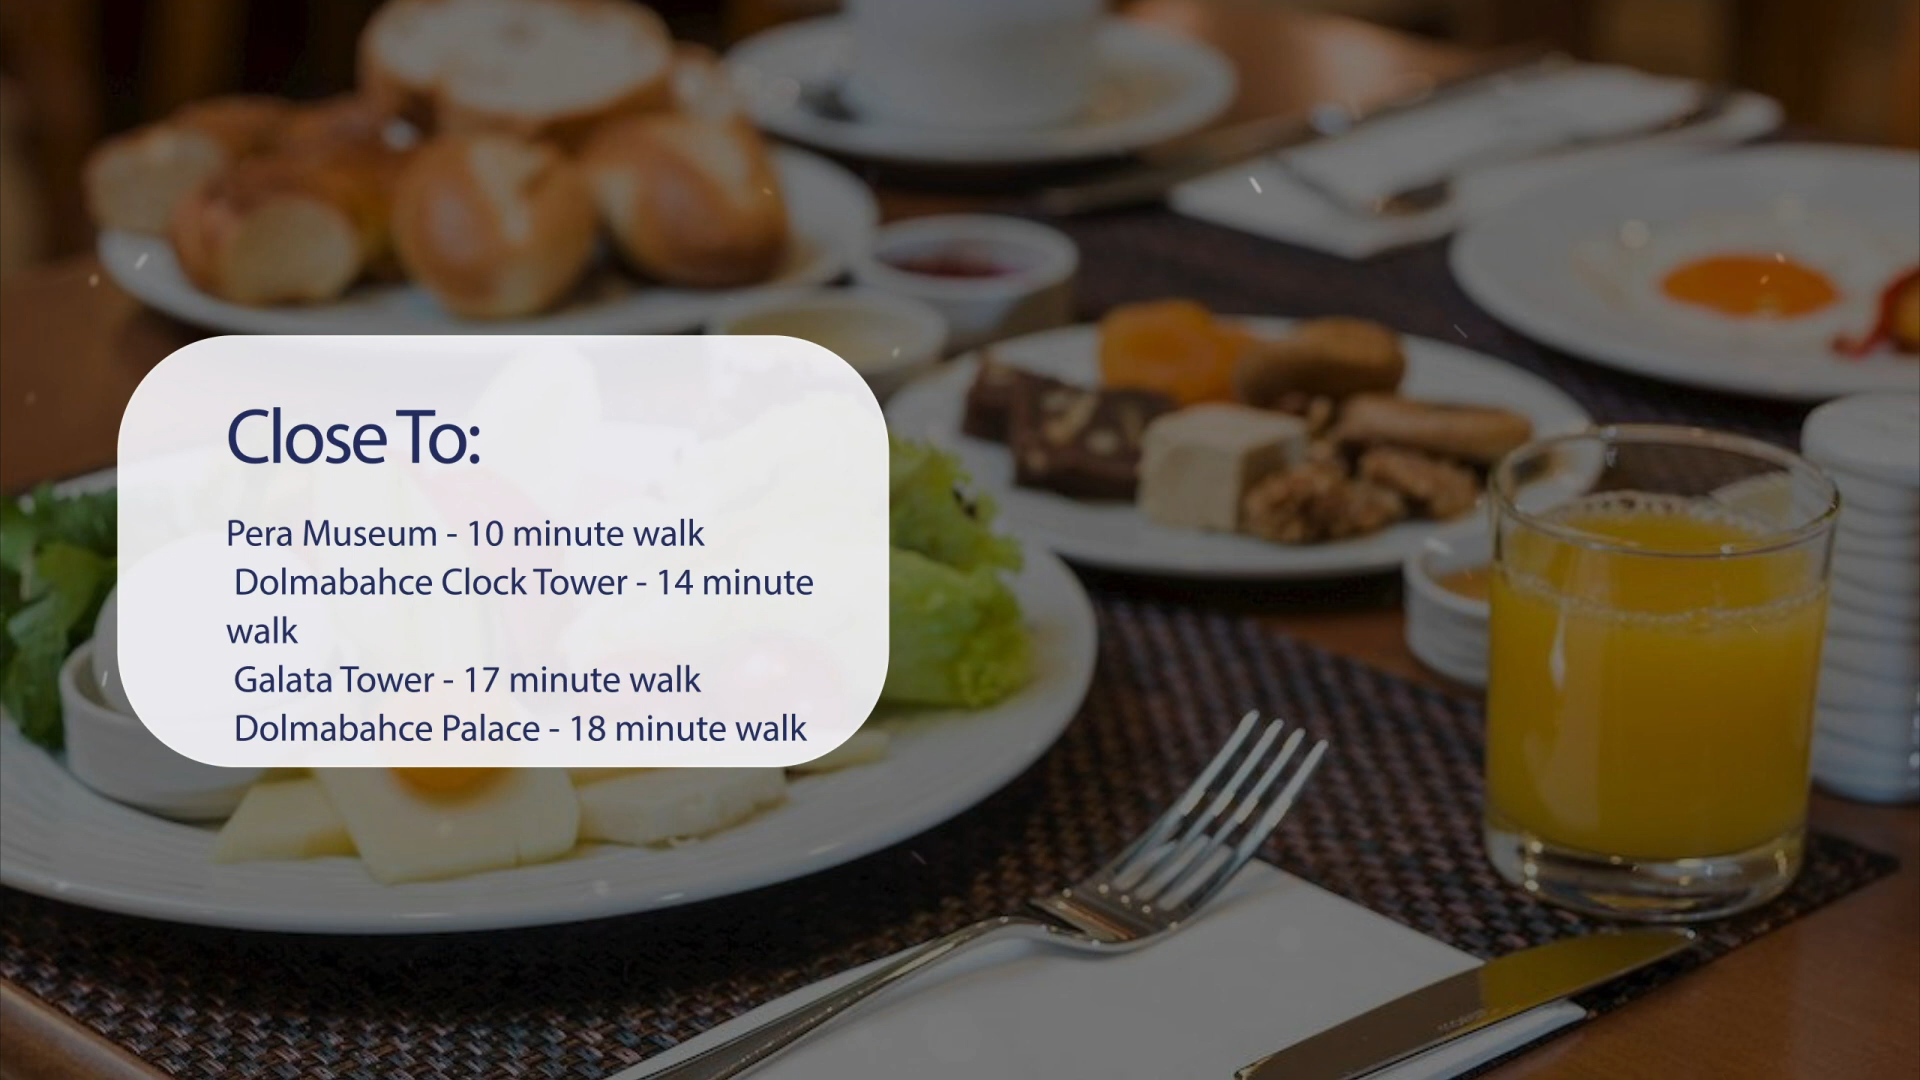 Close To:
Pera Museum - 10 minute walk
Dolmabahce Clock Tower - 14 minute
walk
Galata Tower - 17 minute walk
Dolmabahce Palace - 18 minute walk